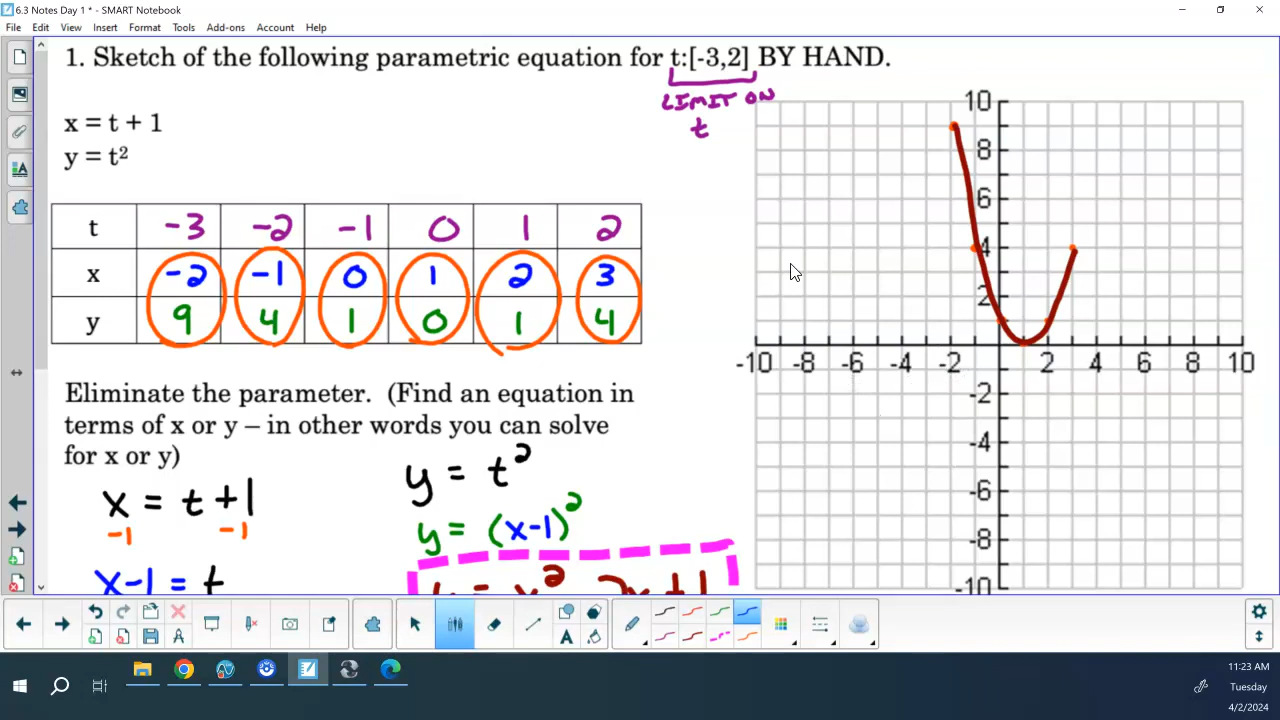 6.3 Notes Day 1 * - SMART Notebook
File Edit View Insert Format Tools Add-ons Account Help
1. Sketch of the following parametric equation for t:[-3,2] BY HAND.
LIMIT ON
t
x = t + 1
y = t²
t -3 -2 -1 0 1 2
x -2 -1 0 1 2 3
y 9 4 1 0 1 4
10
8
6
4
2
-10 -8 -6 -4 -2 2 4 6 8 10
-2
-4
-6
-8
-10
Eliminate the parameter. (Find an equation in
terms of x or y – in other words you can solve
for x or y)
x = t +1
-1 -1
x-1 = t
y = t²
y = (x-1)²
y = x² 2x + 1
11:23 AM
Tuesday
4/2/2024